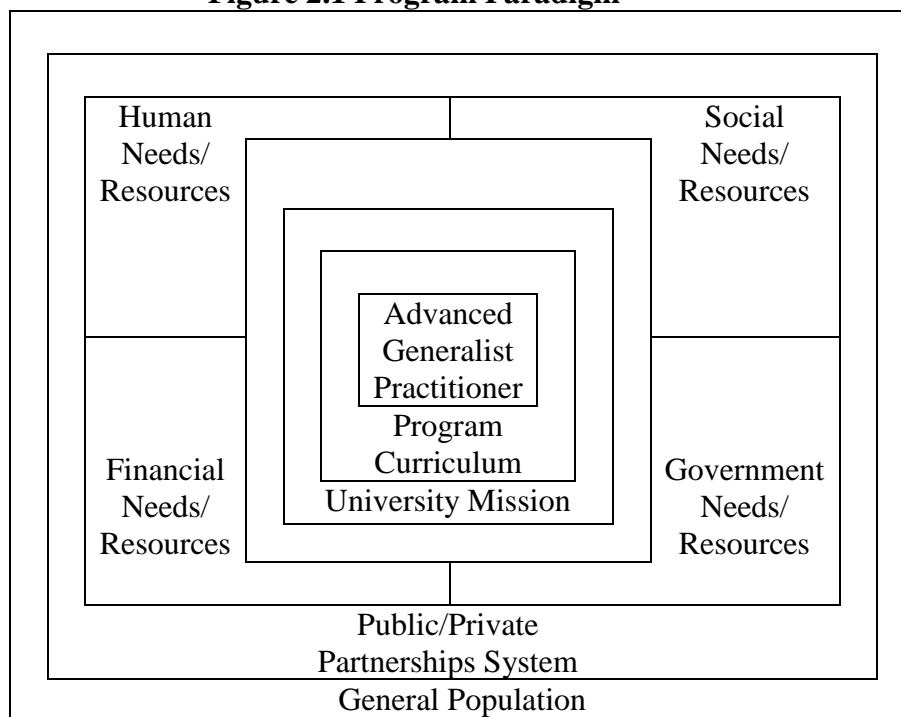 Figure 2.1 Program Paradigm
Human
Needs/
Resources
Social
Needs/
Resources
Advanced
Generalist
Practitioner
Program
Curriculum
University Mission
Financial
Needs/
Resources
Government
Needs/
Resources
Public/Private
Partnerships System
General Population